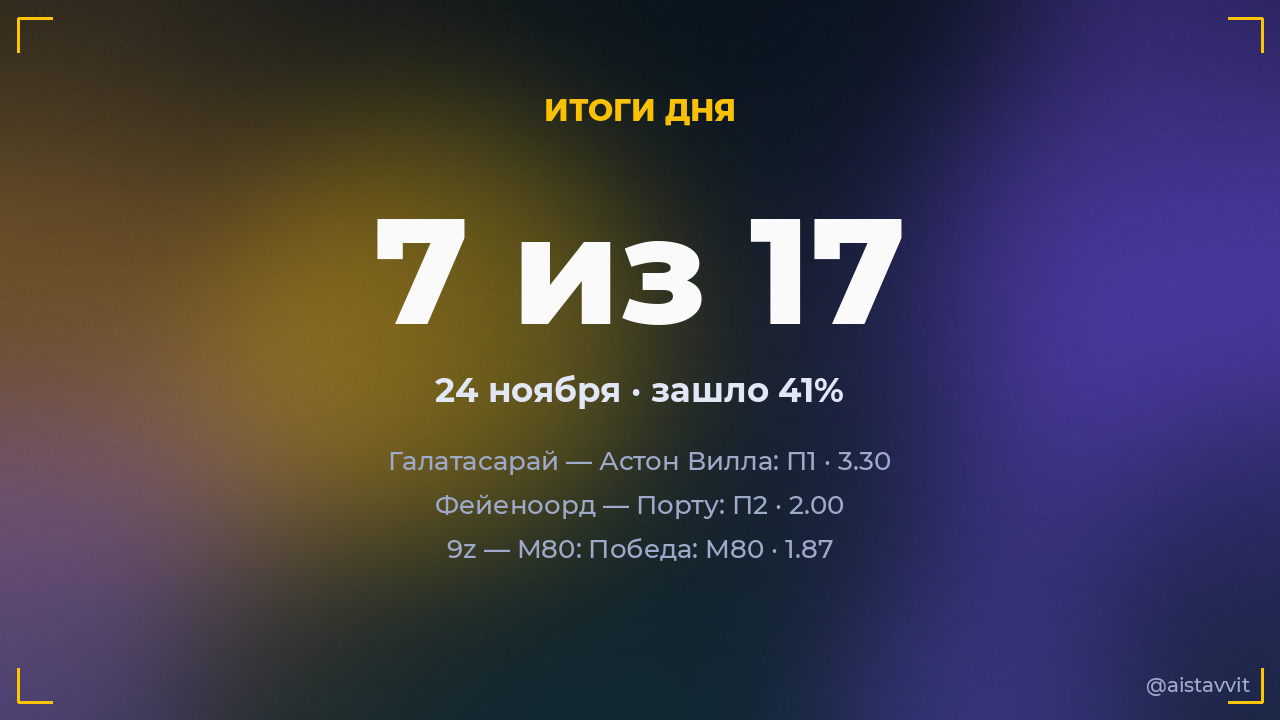 ИТОГИ ДНЯ
7 из 17
24 ноября · зашло 41%
Галатасарай — Астон Вилла: П1 · 3.30
Фейеноорд — Порту: П2 · 2.00
9z — M80: Победа: M80 · 1.87
@aistavvit